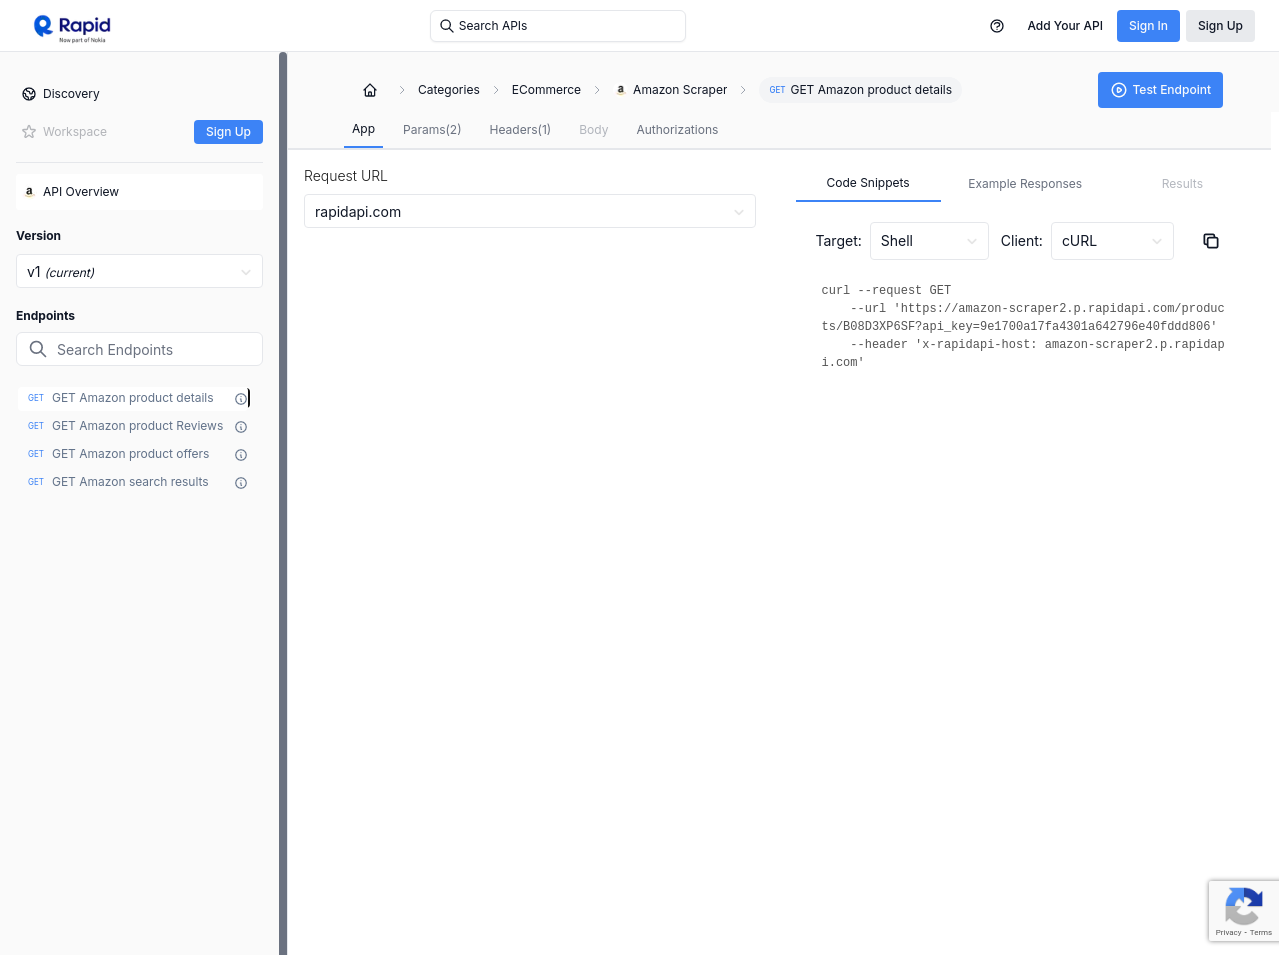 Rapid
Now part of Nokia
Search APIs
Add Your API
Sign In
Sign Up
Discovery
Workspace
Sign Up
API Overview
Version
v1 (current)
Endpoints
Search Endpoints
GET GET Amazon product details
GET GET Amazon product Reviews
GET GET Amazon product offers
GET GET Amazon search results
Categories
ECommerce
Amazon Scraper
GET GET Amazon product details
Test Endpoint
App
Params(2)
Headers(1)
Body
Authorizations
Request URL
rapidapi.com
Code Snippets
Example Responses
Results
Target:
Shell
Client:
cURL
curl --request GET
--url 'https://amazon-scraper2.p.rapidapi.com/produc
ts/B08D3XP6SF?api_key=9e1700a17fa4301a642796e40fddd806'
--header 'x-rapidapi-host: amazon-scraper2.p.rapidap
i.com'
Privacy - Terms